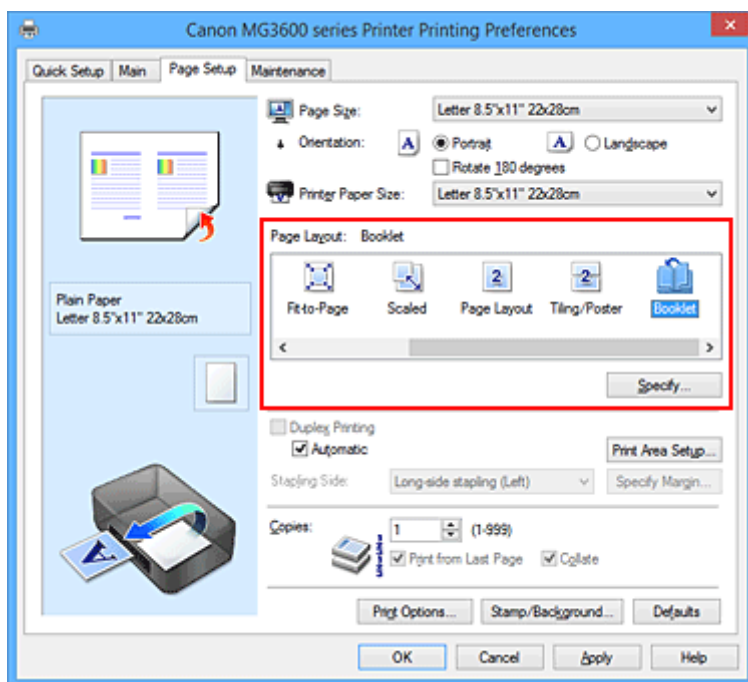 Canon MG3600 series Printer Printing Preferences
Quick Setup Main Page Setup Maintenance
Page Size: Letter 8.5"x11" 22x28cm
Orientation: A Portrait A Landscape
Rotate 180 degrees
Printer Paper Size: Letter 8.5"x11" 22x28cm
Page Layout: Booklet
Fit-to-Page Scaled Page Layout Tiling/Poster Booklet
Plain Paper
Letter 8.5"x11" 22x28cm
Specify...
Duplex Printing
Automatic Print Area Setup...
Stapling Side: Long-side stapling (Left) Specify Margin...
Copies: 1 (1-999)
Print from Last Page Collate
Print Options... Stamp/Background... Defaults
OK Cancel Apply Help